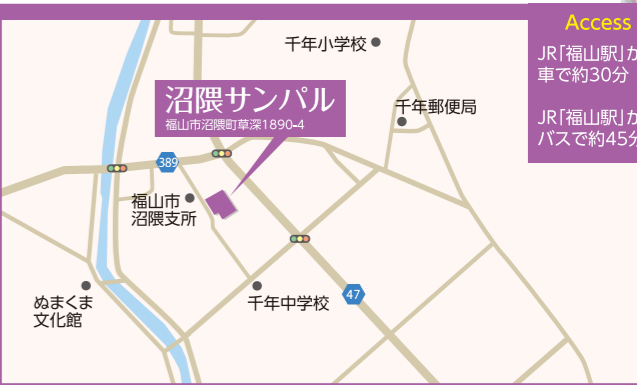 Access
JR「福山駅」か
車で約30分
JR「福山駅」か
バスで約45分
千年小学校
沼隈サンパル
福山市沼隈町草深1890-4
千年郵便局
389
福山市
沼隈支所
ぬまくま
文化館
千年中学校
47